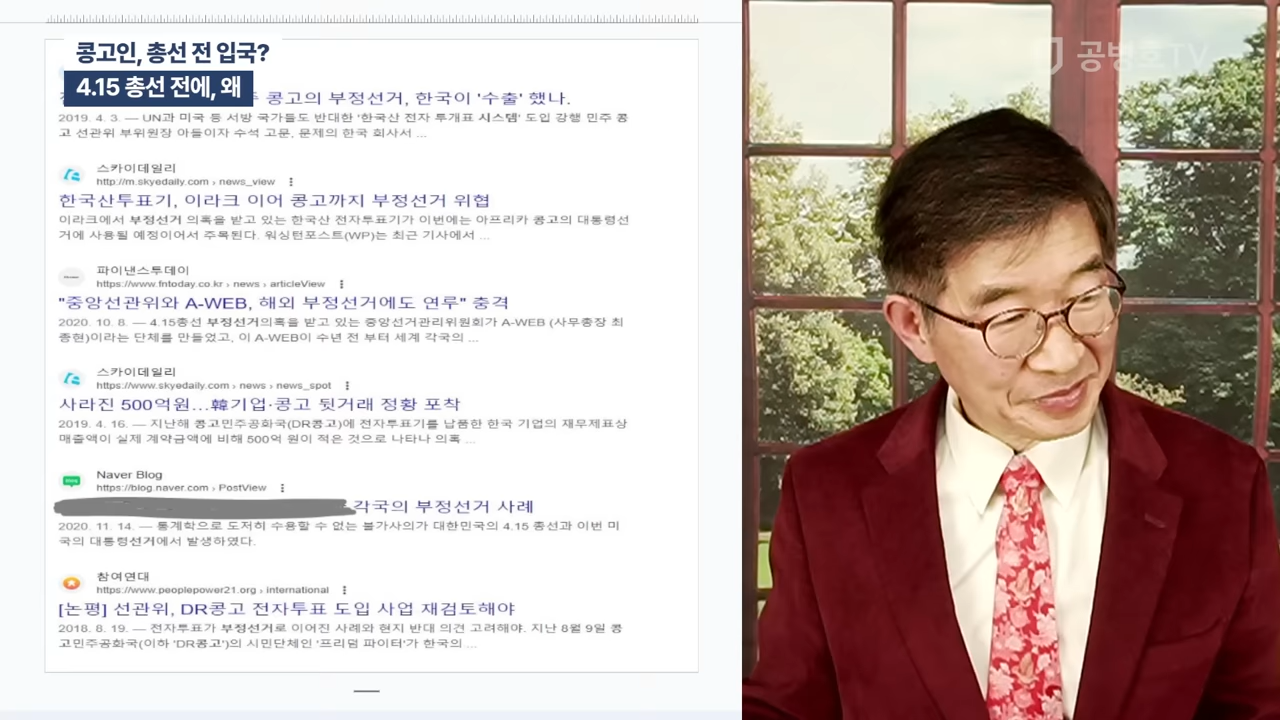 콩고인, 총선 전 입국?
4.15 총선 전에, 왜
콩고의 부정선거, 한국이 '수출' 했나.
2019. 4. 3. — UN과 미국 등 서방 국가들도 반대한 '한국산 전자 투개표 시스템' 도입 강행 민주 콩
고 선관위 부위원장 아들이자 수석 고문, 문제의 한국 회사서 ...
스카이데일리
http://m.skyedaily.com › news_view
한국산투표기, 이라크 이어 콩고까지 부정선거 위협
이라크에서 부정선거 의혹을 받고 있는 한국산 전자투표기가 이번에는 아프리카 콩고의 대통령선
거에 사용될 예정이어서 주목된다. 워싱턴포스트(WP)는 최근 기사에서 ...
파이낸스투데이
https://www.fntoday.co.kr › news › articleView
"중앙선관위와 A-WEB, 해외 부정선거에도 연루" 충격
2020. 10. 8. — 4.15총선 부정선거의혹을 받고 있는 중앙선거관리위원회가 A-WEB (사무총장 최
종현)이라는 단체를 만들었고, 이 A-WEB이 수년 전 부터 세계 각국의 ...
스카이데일리
https://www.skyedaily.com › news › news_spot
사라진 500억원...韓기업·콩고 뒷거래 정황 포착
2019. 4. 16. — 지난해 콩고민주공화국(DR콩고)에 전자투표기를 납품한 한국 기업의 재무제표상
매출액이 실제 계약금액에 비해 500억 원이 적은 것으로 나타나 의혹 ...
Naver Blog
https://blog.naver.com › PostView
각국의 부정선거 사례
2020. 11. 14. — 통계학으로 도저히 수용할 수 없는 불가사의가 대한민국의 4.15 총선과 이번 미
국의 대통령선거에서 발생하였다.
참여연대
https://www.peoplepower21.org › international
[논평] 선관위, DR콩고 전자투표 도입 사업 재검토해야
2018. 8. 19. — 전자투표가 부정선거로 이어진 사례와 현지 반대 의견 고려해야. 지난 8월 9일 콩
고민주공화국(이하 'DR콩고')의 시민단체인 '프리덤 파이터'가 한국의 ...
공병호TV